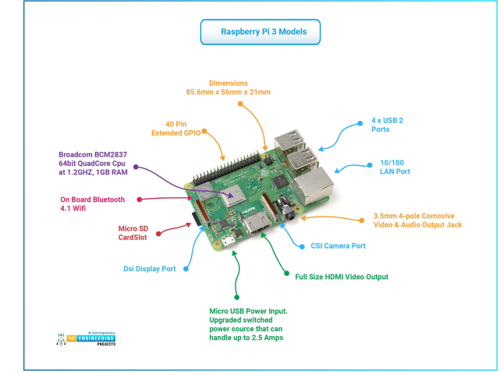 Raspberry Pi 3 Models
Dimensions
85.6mm x 56mm x 21mm
40 Pin
Extended GPIO
4 x USB 2
Ports
Broadcom BCM2837
64bit QuadCore Cpu
at 1.2GHZ, 1GB RAM
10/100
LAN Port
On Board Bluetooth
4.1 Wifi
3.5mm 4-pole Comosive
Video & Audio Output Jack
Micro SD
CardSlot
CSI Camera Port
Dsi Display Port
Full Size HDMI Video Output
Micro USB Power Input.
Upgraded switched
power source that can
handle up to 2.5 Amps
THE ENGINEERING
PROJECTS